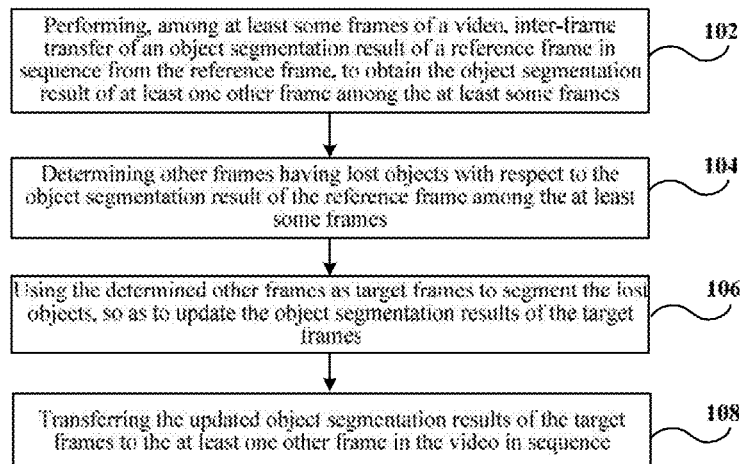 Performing, among at least some frames of a video, inter-frame
transfer of an object segmentation result of a reference frame in
sequence from the reference frame, to obtain the object segmentation
result of at least one other frame among the at least some frames
102
Determining other frames having lost objects with respect to the
object segmentation result of the reference frame among the at least
some frames
104
Using the determined other frames as target frames to segment the lost
objects, so as to update the object segmentation results of the target
frames
106
Transferring the updated object segmentation results of the target
frames to the at least one other frame in the video in sequence
108